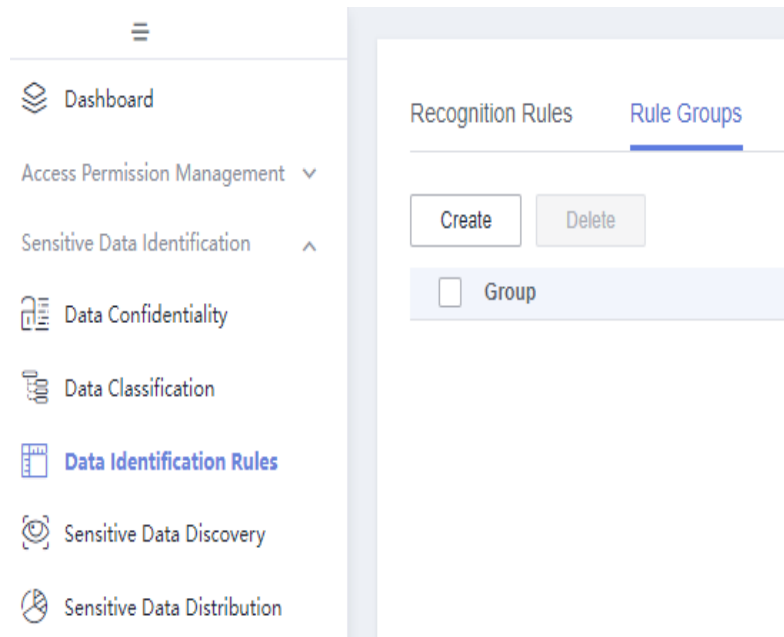 Dashboard
Access Permission Management
Sensitive Data Identification
Data Confidentiality
Data Classification
Data Identification Rules
Sensitive Data Discovery
Sensitive Data Distribution
Recognition Rules
Rule Groups
Create
Delete
Group